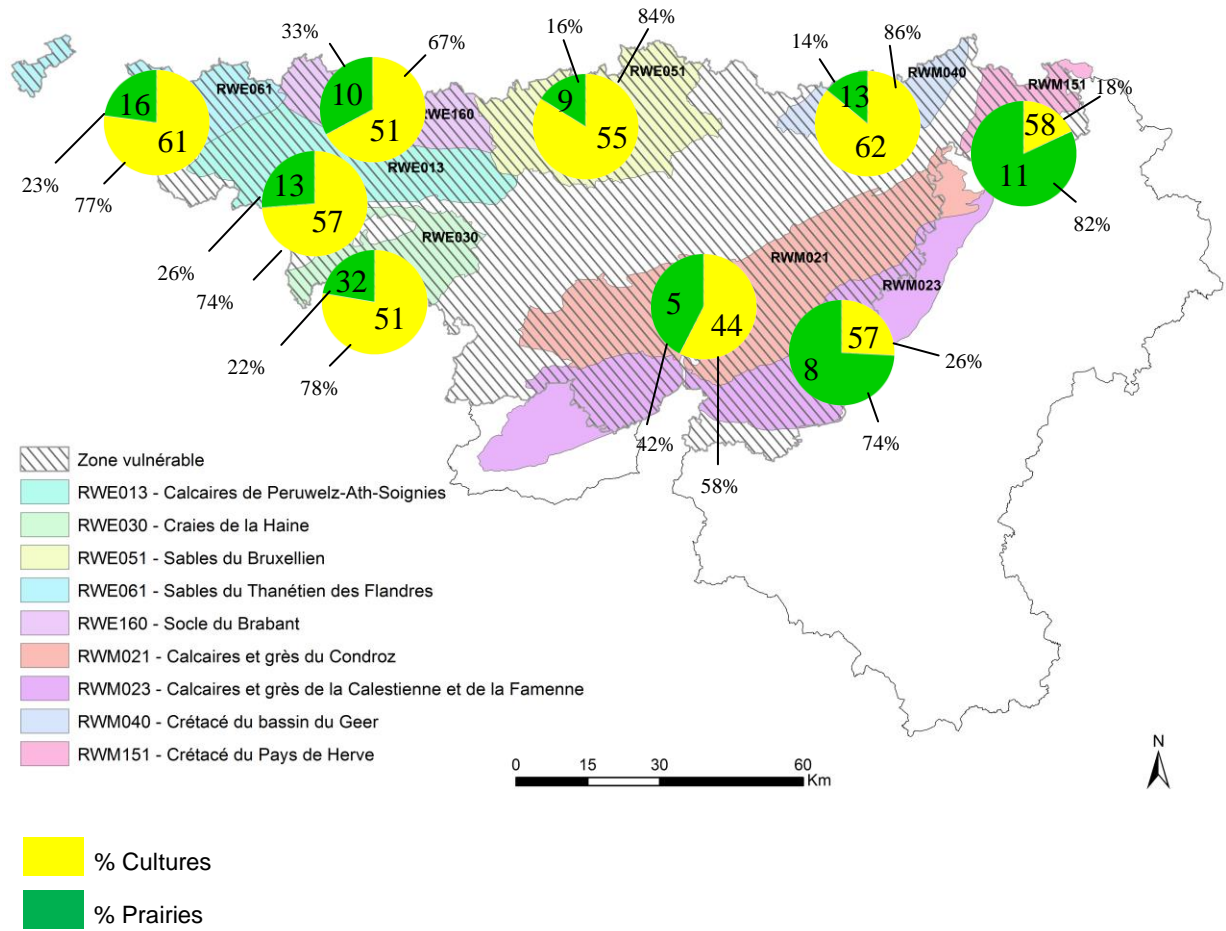 33%
67%
16%
84%
14%
86%
RWE061
10
51
RWE160
9
55
RWE051
13
62
RWM040
RWM151
18%
16
61
58
11
23%
77%
13
57
RWE013
82%
26%
74%
RWE030
32
51
22%
78%
RWM021
5
44
RWM023
57
8
26%
74%
42%
58%
Zone vulnérable
RWE013 - Calcaires de Peruwelz-Ath-Soignies
RWE030 - Craies de la Haine
RWE051 - Sables du Bruxellien
RWE061 - Sables du Thanétien des Flandres
RWE160 - Socle du Brabant
RWM021 - Calcaires et grès du Condroz
RWM023 - Calcaires et grès de la Calestienne et de la Famenne
RWM040 - Crétacé du bassin du Geer
RWM151 - Crétacé du Pays de Herve
0 15 30 60
Km
N
% Cultures
% Prairies